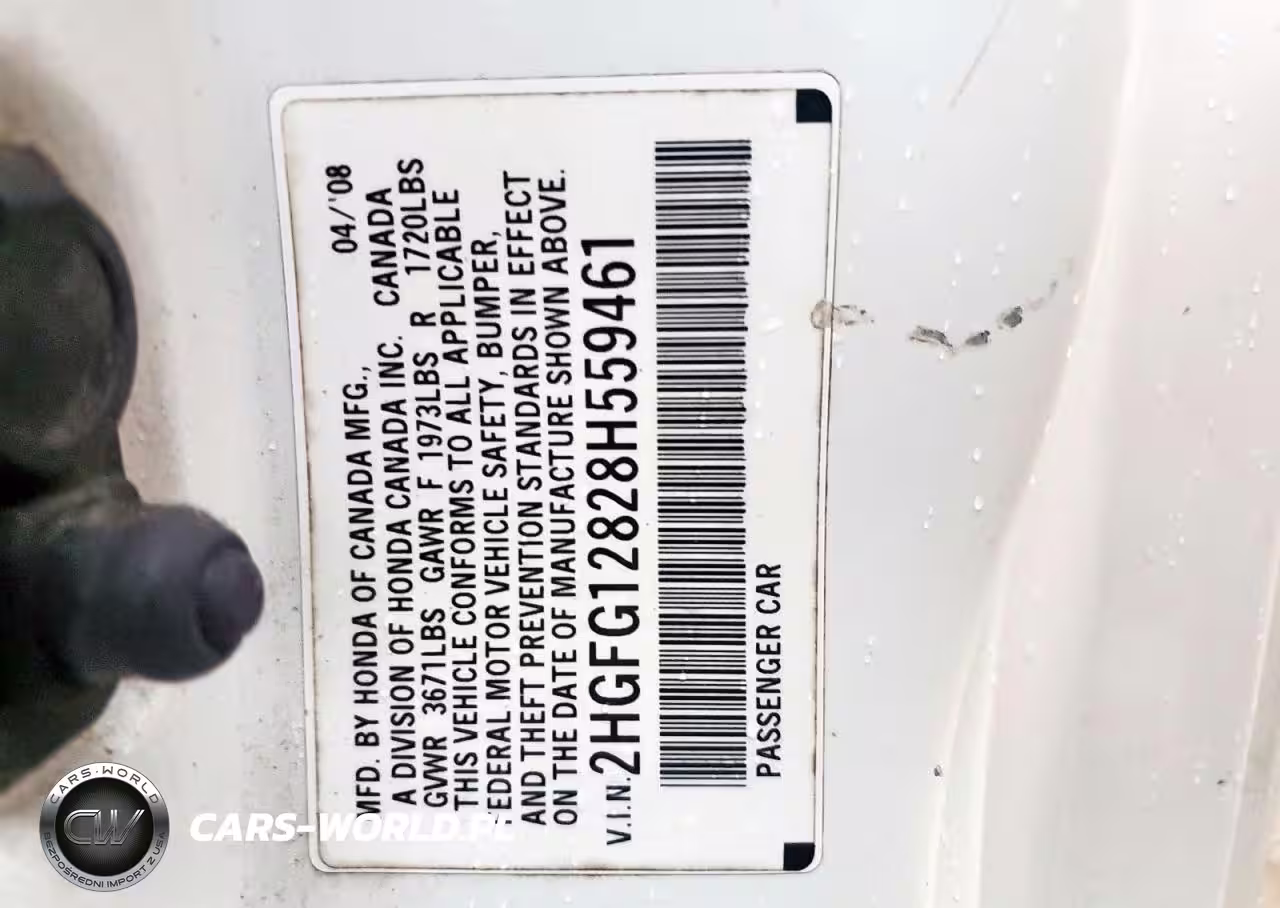 04/'08
MFD. BY HONDA OF CANADA MFG.,
A DIVISION OF HONDA CANADA INC. CANADA
GVWR 3671LBS GAWR F 1973LBS R 1720LBS
THIS VEHICLE CONFORMS TO ALL APPLICABLE
FEDERAL MOTOR VEHICLE SAFETY, BUMPER,
AND THEFT PREVENTION STANDARDS IN EFFECT
ON THE DATE OF MANUFACTURE SHOWN ABOVE.
V.I.N. 2HGFG12828H559461
PASSENGER CAR
CARS-WORLD
CW
BEZPOŚREDNI IMPORT Z USA
CARS-WORLD.PL